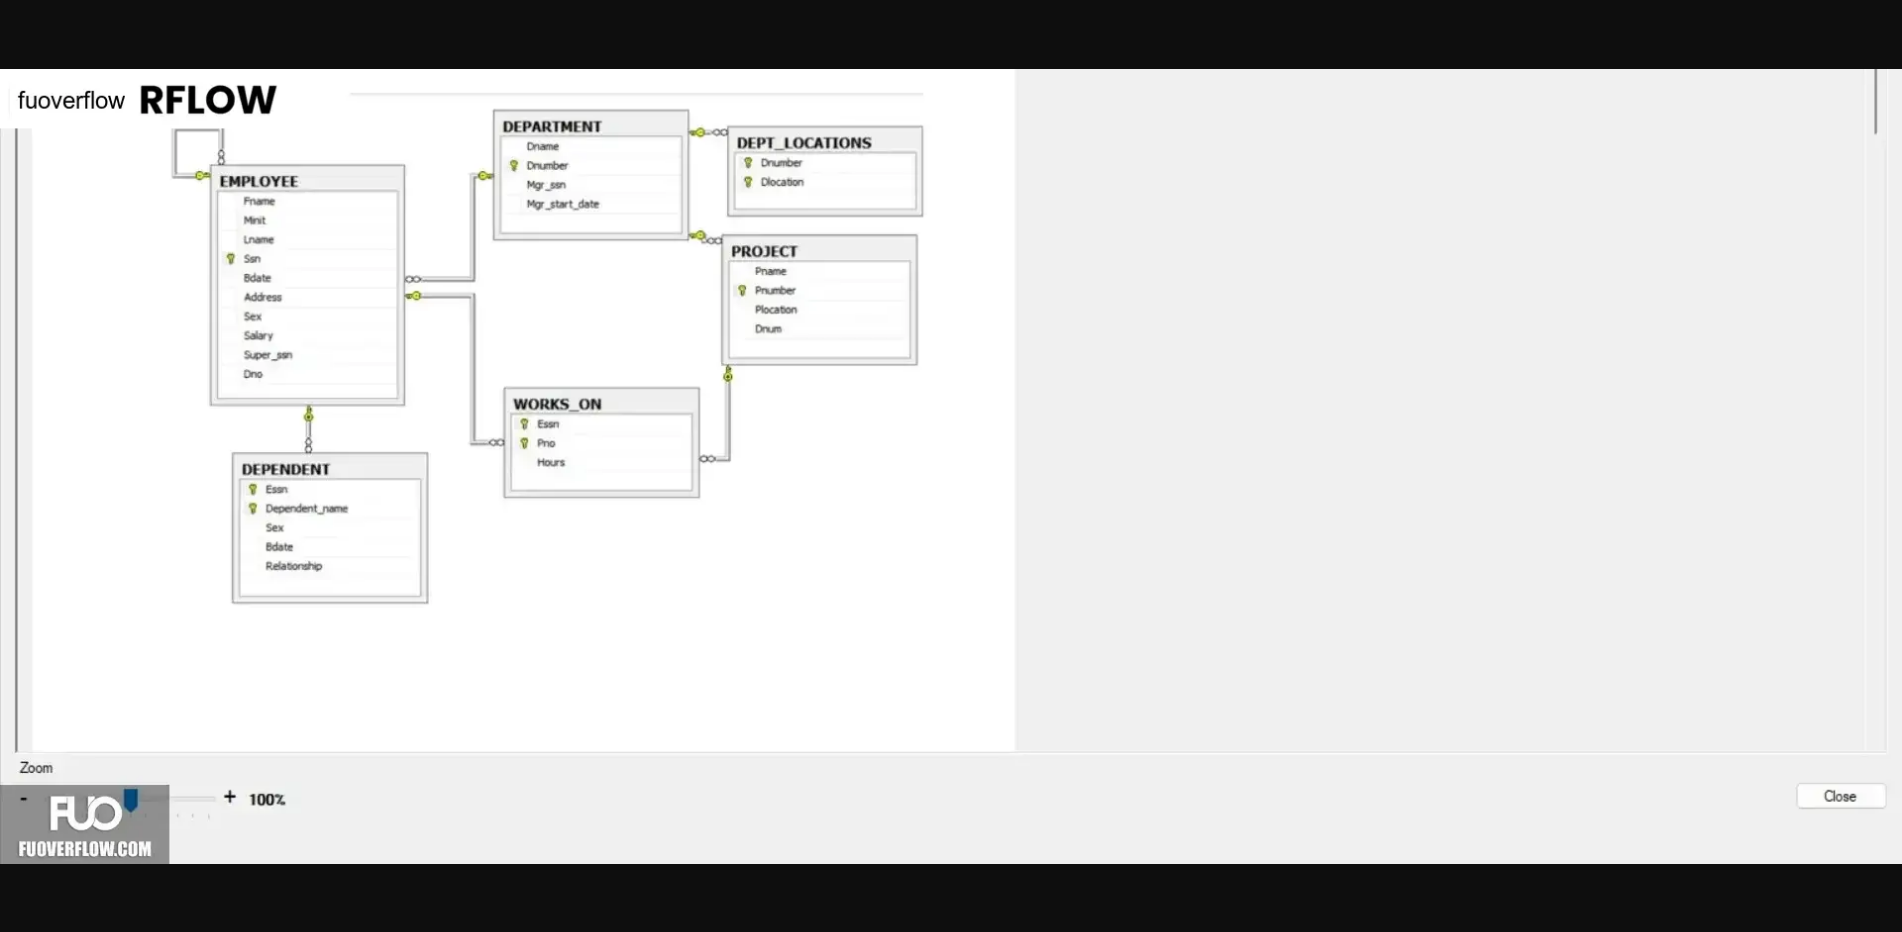 fuoverflow RFLOW
EMPLOYEE
Fname
Minit
Lname
Ssn
Bdate
Address
Sex
Salary
Super_ssn
Dno
DEPARTMENT
Dname
Dnumber
Mgr_ssn
Mgr_start_date
DEPT_LOCATIONS
Dnumber
Dlocation
PROJECT
Pname
Pnumber
Plocation
Dnum
WORKS_ON
Essn
Pno
Hours
DEPENDENT
Essn
Dependent_name
Sex
Bdate
Relationship
Zoom
- + 100%
Close
FUO
FUOVERFLOW.COM